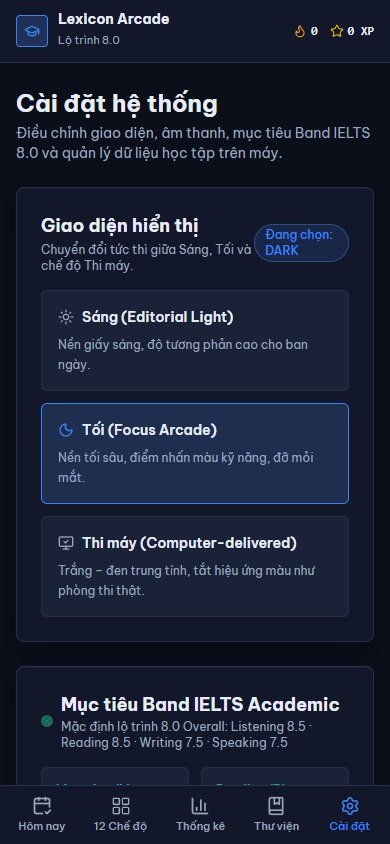 Lexicon Arcade
Lộ trình 8.0
0
0 XP
Cài đặt hệ thống
Điều chỉnh giao diện, âm thanh, mục tiêu Band IELTS
8.0 và quản lý dữ liệu học tập trên máy.
Giao diện hiển thị
Chuyển đổi tức thì giữa Sáng, Tối và
chế độ Thi máy.
Đang chọn:
DARK
Sáng (Editorial Light)
Nền giấy sáng, độ tương phản cao cho ban
ngày.
Tối (Focus Arcade)
Nền tối sâu, điểm nhấn màu kỹ năng, đỡ mỏi
mắt.
Thi máy (Computer-delivered)
Trắng – đen trung tính, tắt hiệu ứng màu như
phòng thi thật.
Mục tiêu Band IELTS Academic
Mặc định lộ trình 8.0 Overall: Listening 8.5 ·
Reading 8.5 · Writing 7.5 · Speaking 7.5
Hôm nay
12 Chế độ
Thống kê
Thư viện
Cài đặt